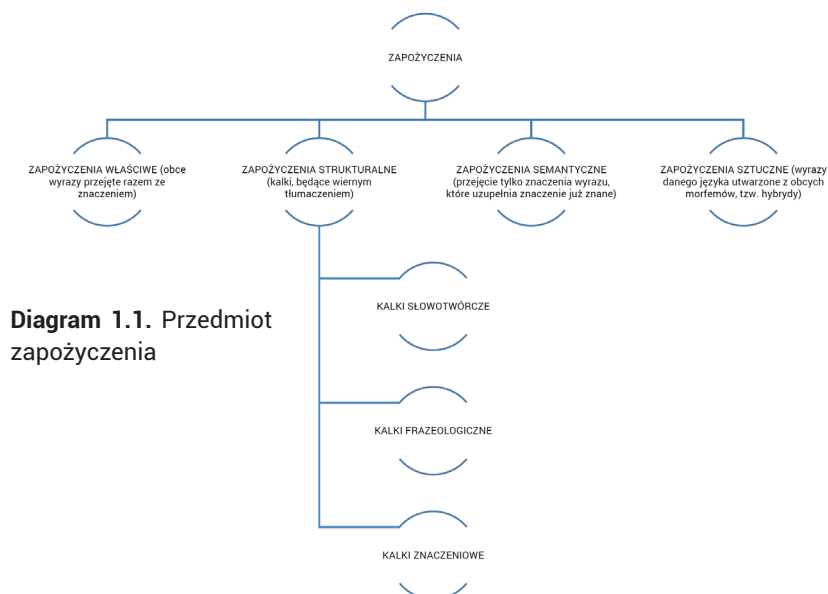 ZAPOŻYCZENIA
ZAPOŻYCZENIA WŁAŚCIWE (obce
wyrazy przejęte razem ze
znaczeniem)
ZAPOŻYCZENIA STRUKTURALNE
(kalki, będące wiernym
tłumaczeniem)
ZAPOŻYCZENIA SEMANTYCZNE
(przejęcie tylko znaczenia wyrazu,
które uzupełnia znaczenie już znane)
ZAPOŻYCZENIA SZTUCZNE (wyrazy
danego języka utworzone z obcych
morfemów, tzw. hybrydy)
KALKI SŁOWOTWÓRCZE
Diagram 1.1. Przedmiot
zapożyczenia
KALKI FRAZEOLOGICZNE
KALKI ZNACZENIOWE